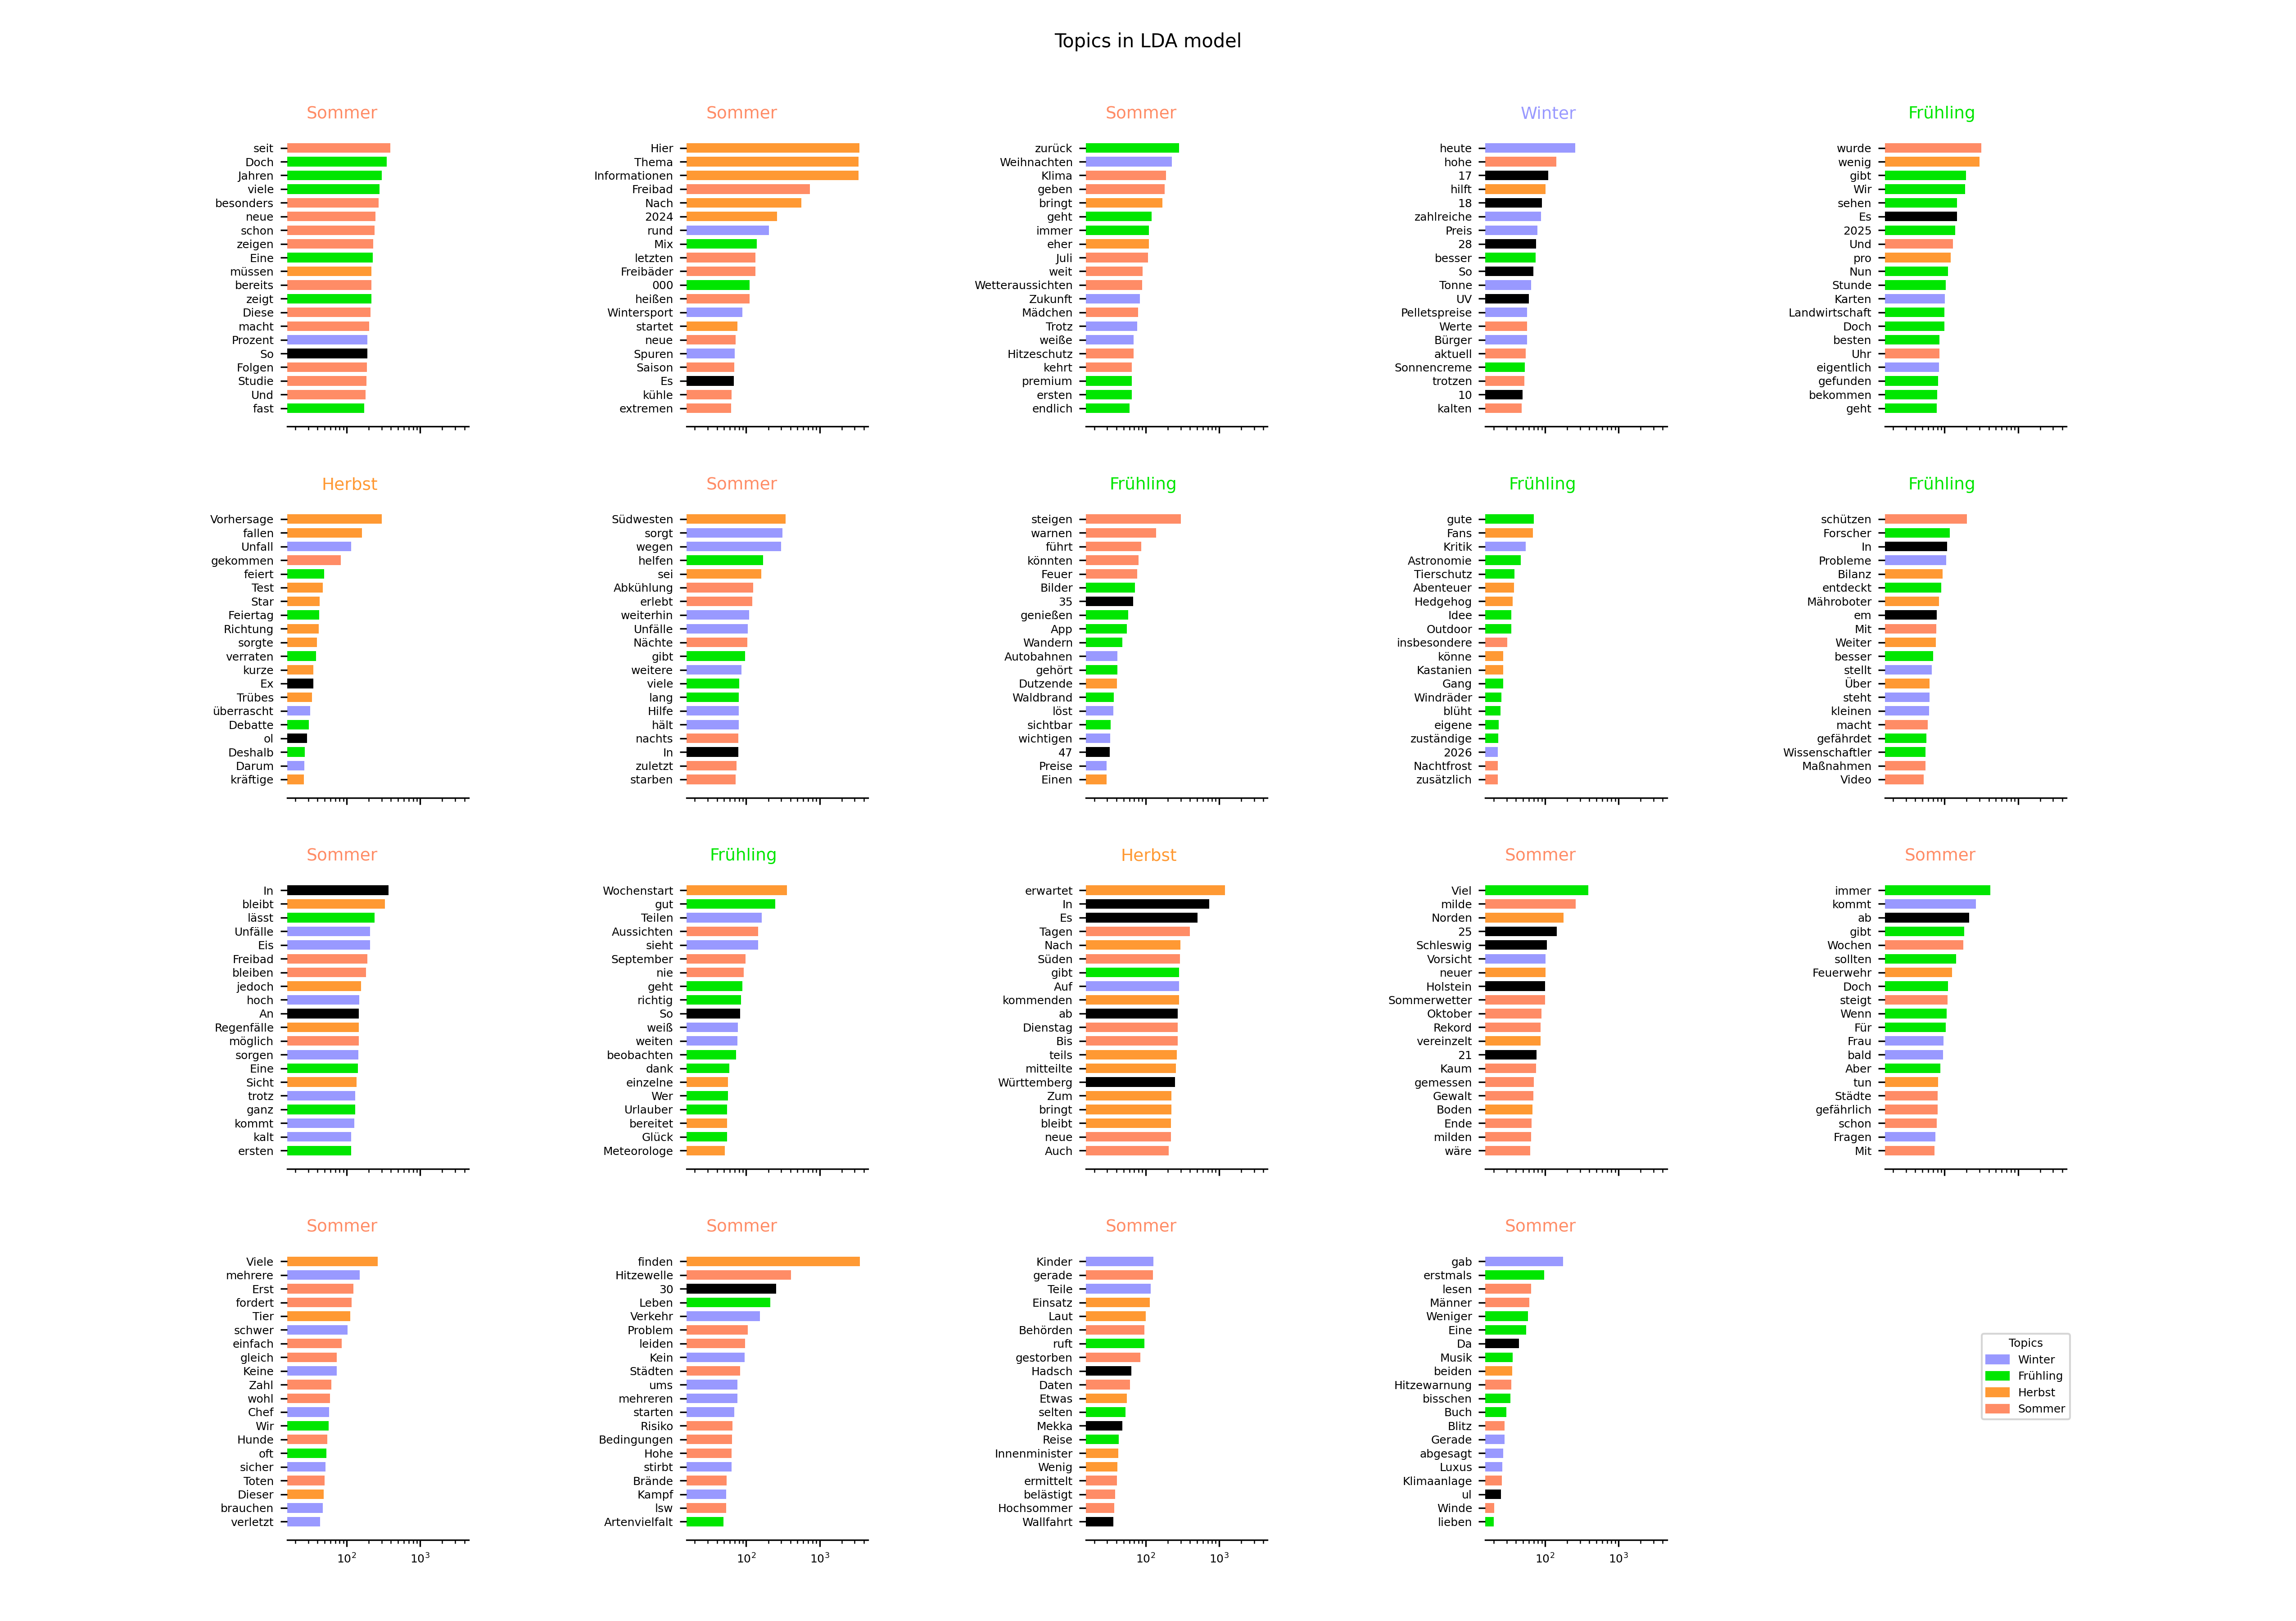 Topics in LDA model
Sommer
seit
Doch
Jahren
viele
besonders
neue
schon
zeigen
Eine
müssen
bereits
zeigt
Diese
macht
Prozent
So
Folgen
Studie
Und
fast
Sommer
Hier
Thema
Informationen
Freibad
Nach
2024
rund
Mix
letzten
Freibäder
000
heißen
Wintersport
startet
neue
Spuren
Saison
Es
kühle
extremen
Sommer
zurück
Weihnachten
Klima
geben
bringt
geht
immer
eher
Juli
weit
Wetteraussichten
Zukunft
Mädchen
Trotz
weiße
Hitzeschutz
kehrt
premium
ersten
endlich
Winter
heute
hohe
17
hilft
18
zahlreiche
Preis
28
besser
So
Tonne
UV
Pelletspreise
Werte
Bürger
aktuell
Sonnencreme
trotzen
10
kalten
Frühling
wurde
wenig
gibt
Wir
sehen
Es
2025
Und
pro
Nun
Stunde
Karten
Landwirtschaft
Doch
besten
Uhr
eigentlich
gefunden
bekommen
geht
Herbst
Vorhersage
fallen
Unfall
gekommen
feiert
Test
Star
Feiertag
Richtung
sorgte
verraten
kurze
Ex
Trübes
überrascht
Debatte
ol
Deshalb
Darum
kräftige
Sommer
Südwesten
sorgt
wegen
helfen
sei
Abkühlung
erlebt
weiterhin
Unfälle
Nächte
gibt
weitere
viele
lang
Hilfe
hält
nachts
In
zuletzt
starben
Frühling
steigen
warnen
führt
könnten
Feuer
Bilder
35
genießen
App
Wandern
Autobahnen
gehört
Dutzende
Waldbrand
löst
sichtbar
wichtigen
47
Preise
Einen
Frühling
gute
Fans
Kritik
Astronomie
Tierschutz
Abenteuer
Hedgehog
Idee
Outdoor
insbesondere
könne
Kastanien
Gang
Windräder
blüht
eigene
zuständige
2026
Nachtfrost
zusätzlich
Frühling
schützen
Forscher
In
Probleme
Bilanz
entdeckt
Mähroboter
em
Mit
Weiter
besser
stellt
Über
steht
kleinen
macht
gefährdet
Wissenschaftler
Maßnahmen
Video
Sommer
In
bleibt
lässt
Unfälle
Eis
Freibad
bleiben
jedoch
hoch
An
Regenfälle
möglich
sorgen
Eine
Sicht
trotz
ganz
kommt
kalt
ersten
Frühling
Wochenstart
gut
Teilen
Aussichten
sieht
September
nie
geht
richtig
So
weiß
weiten
beobachten
dank
einzelne
Wer
Urlauber
bereitet
Glück
Meteorologe
Herbst
erwartet
In
Es
Tagen
Nach
Süden
gibt
Auf
kommenden
ab
Dienstag
Bis
teils
mitteilte
Württemberg
Zum
bringt
bleibt
neue
Auch
Sommer
Viel
milde
Norden
25
Schleswig
Vorsicht
neuer
Holstein
Sommerwetter
Oktober
Rekord
vereinzelt
21
Kaum
gemessen
Gewalt
Boden
Ende
milden
wäre
Sommer
immer
kommt
ab
gibt
Wochen
sollten
Feuerwehr
Doch
steigt
Wenn
Für
Frau
bald
Aber
tun
Städte
gefährlich
schon
Fragen
Mit
Sommer
Viele
mehrere
Erst
fordert
Tier
schwer
einfach
gleich
Keine
Zahl
wohl
Chef
Wir
Hunde
oft
sicher
Toten
Dieser
brauchen
verletzt
10² 10³
Sommer
finden
Hitzewelle
30
Leben
Verkehr
Problem
leiden
Kein
Städten
ums
mehreren
starten
Risiko
Bedingungen
Hohe
stirbt
Brände
Kampf
lsw
Artenvielfalt
10² 10³
Sommer
Kinder
gerade
Teile
Einsatz
Laut
Behörden
ruft
gestorben
Hadsch
Daten
Etwas
selten
Mekka
Reise
Innenminister
Wenig
ermittelt
belästigt
Hochsommer
Wallfahrt
10² 10³
Sommer
gab
erstmals
lesen
Männer
Weniger
Eine
Da
Musik
beiden
Hitzewarnung
bisschen
Buch
Blitz
Gerade
abgesagt
Luxus
Klimaanlage
ul
Winde
lieben
10² 10³
Topics
Winter
Frühling
Herbst
Sommer